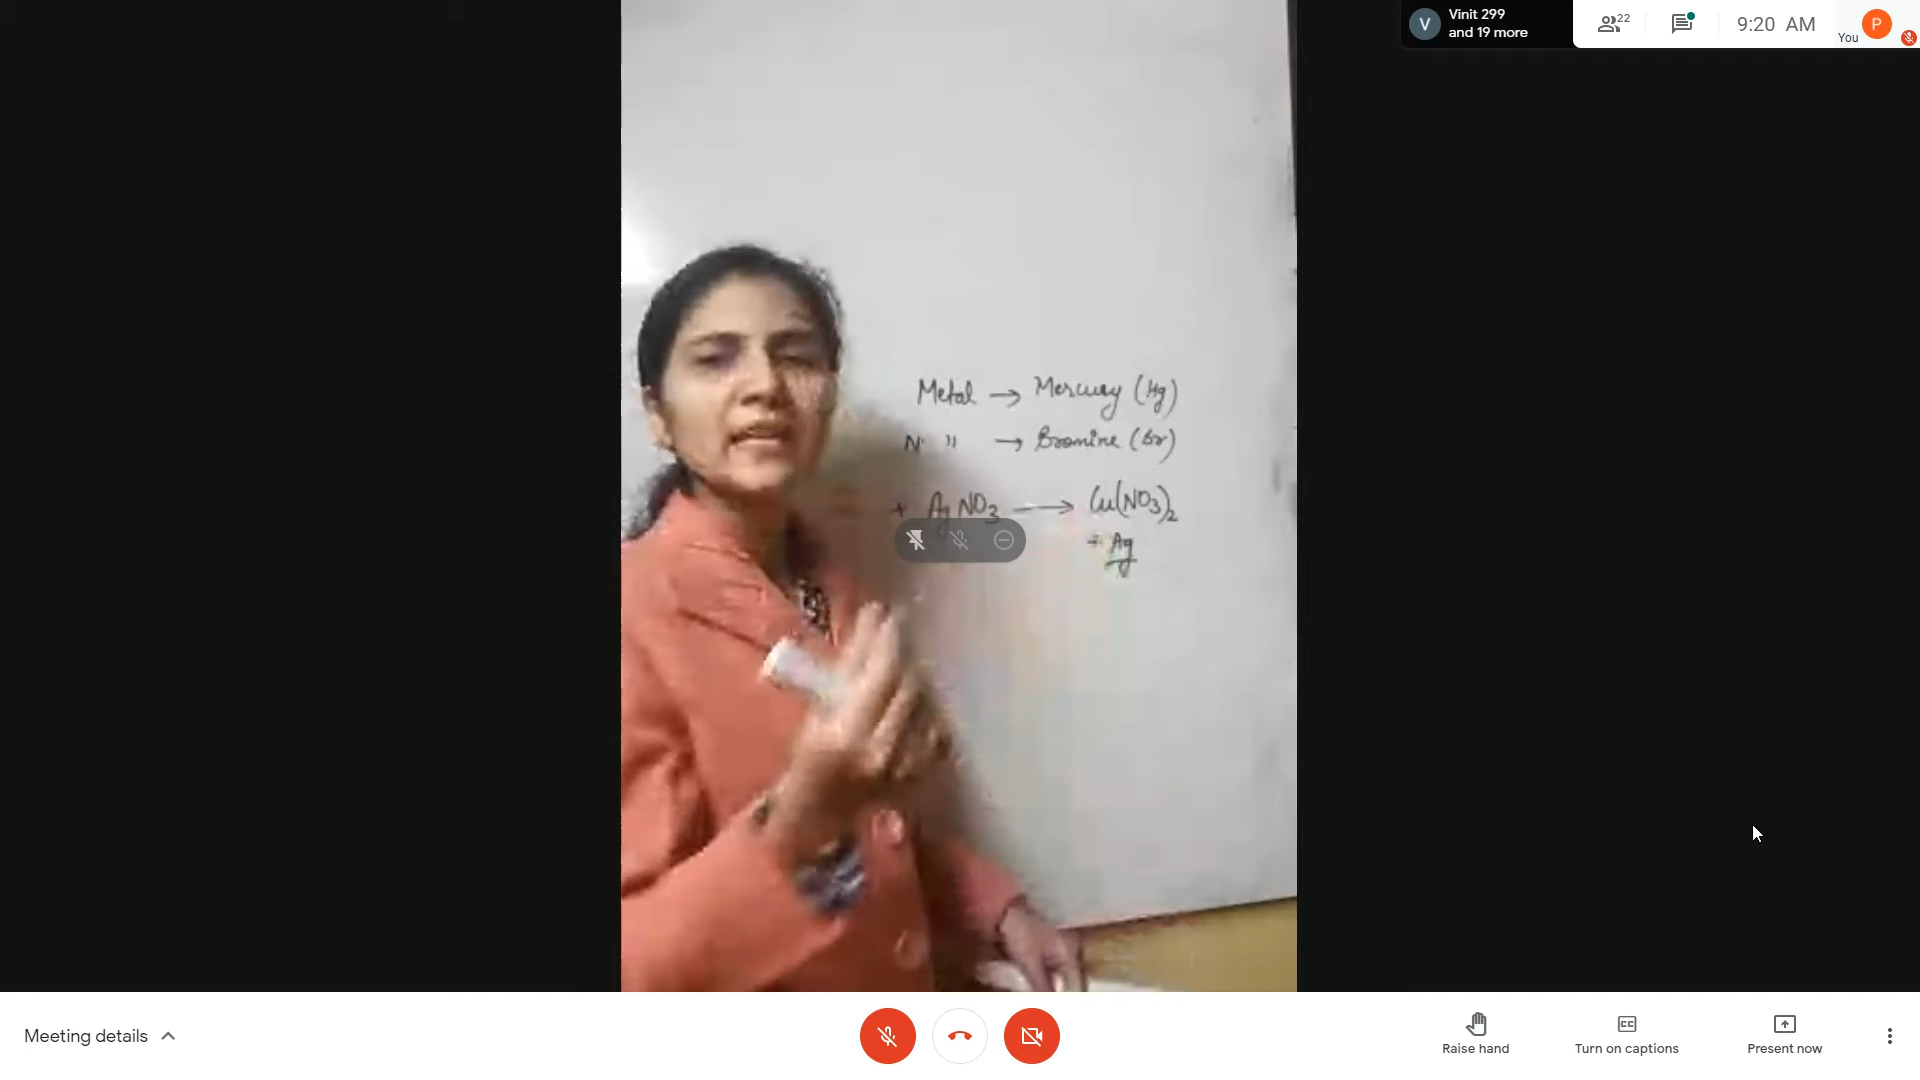 Vinit 299
and 19 more
22
9:20 AM
You
V
P
Metal → Mercury (Hg)
N. " → Bromine (Br)
+ AgNO3 → Cu(NO3)2
+ Ag
Meeting details
Raise hand
Turn on captions
Present now